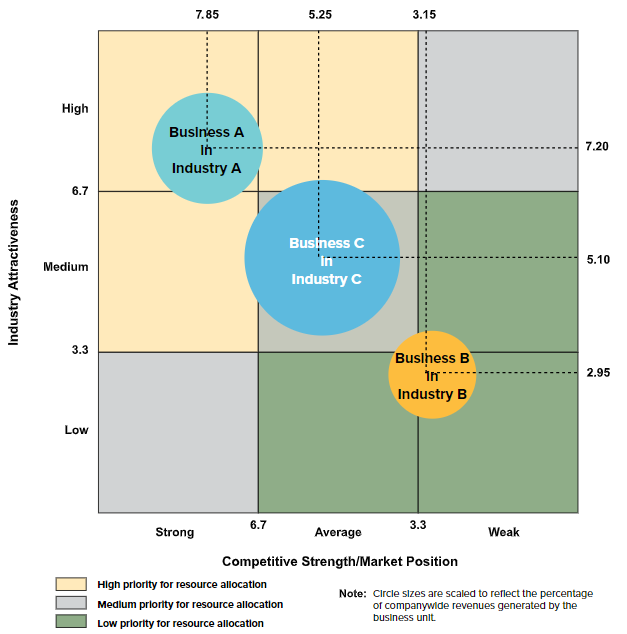 7.85 5.25 3.15
High
Business A
in
Industry A
7.20
6.7
Industry Attractiveness
Medium
Business C
in
Industry C
5.10
3.3
Business B
in
Industry B
2.95
Low
6.7 3.3
Strong Average Weak
Competitive Strength/Market Position
High priority for resource allocation
Medium priority for resource allocation
Low priority for resource allocation
Note: Circle sizes are scaled to reflect the percentage
of companywide revenues generated by the
business unit.